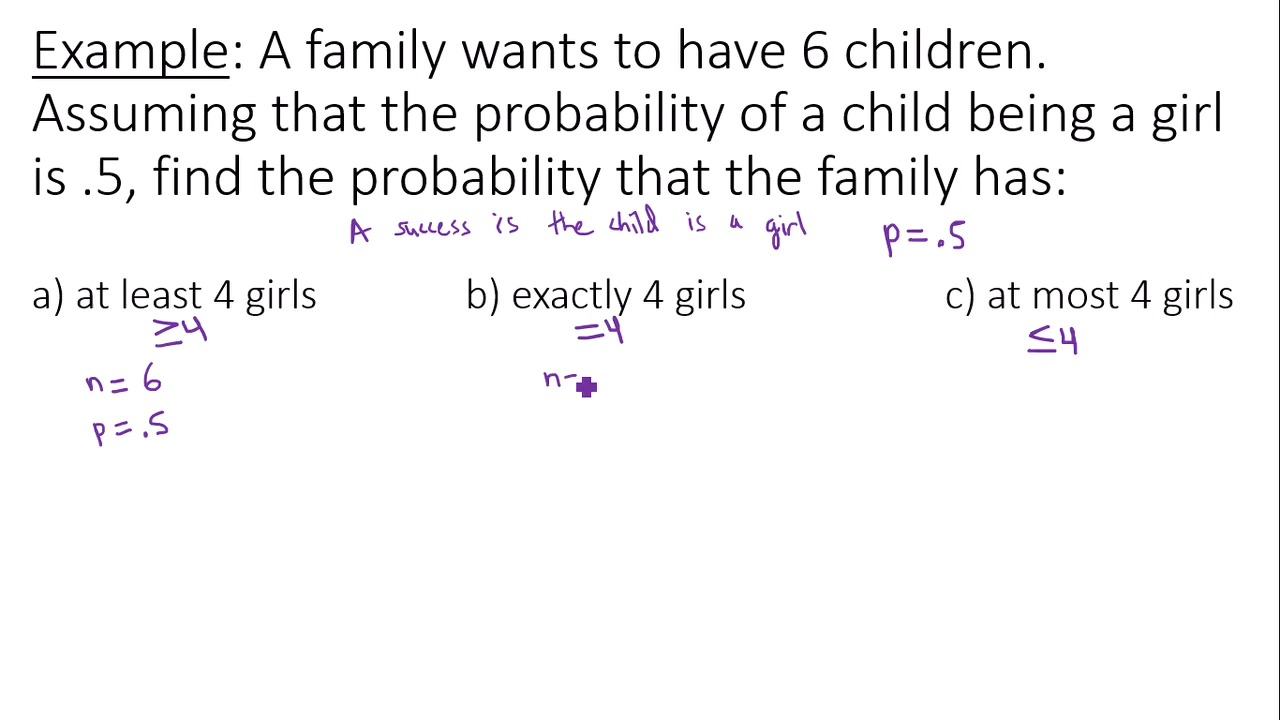 Example: A family wants to have 6 children.
Assuming that the probability of a child being a girl
is .5, find the probability that the family has:
A success is the child is a girl p=.5
a) at least 4 girls b) exactly 4 girls c) at most 4 girls
≥4 =4 ≤4
n=6 n-
p=.5